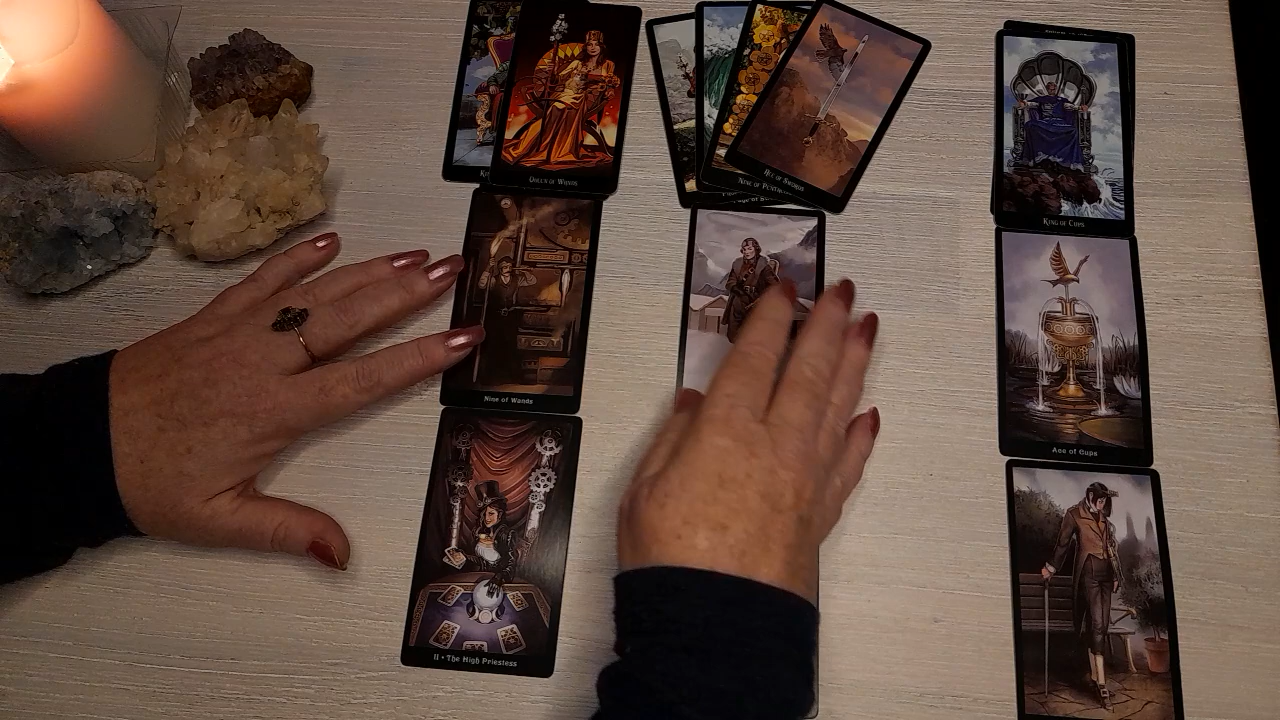 Queen of Wands
Nine of Pent
Ace of Swords
King of Cups
Nine of Wands
Ace of Cups
II • The High Priestess